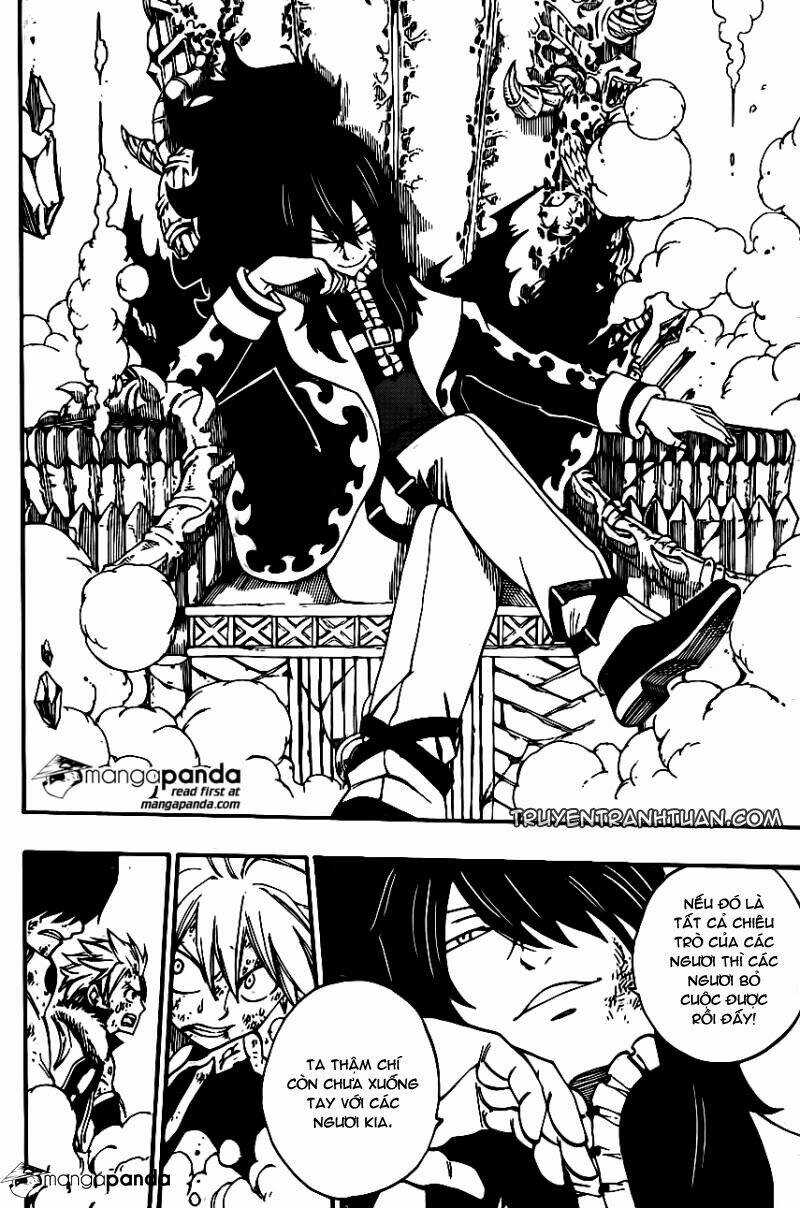 mangapanda
read first at
mangapanda.com
TRUYENTRANHTUAN.COM
NẾU ĐÓ LÀ
TẤT CẢ CHIÊU
TRÒ CỦA CÁC
NGƯƠI THÌ CÁC
NGƯƠI BỎ
CUỘC ĐƯỢC
RỒI ĐẤY!
TA THẬM CHÍ
CÒN CHƯA XUỐNG
TAY VỚI CÁC
NGƯƠI KIA.
mangapanda